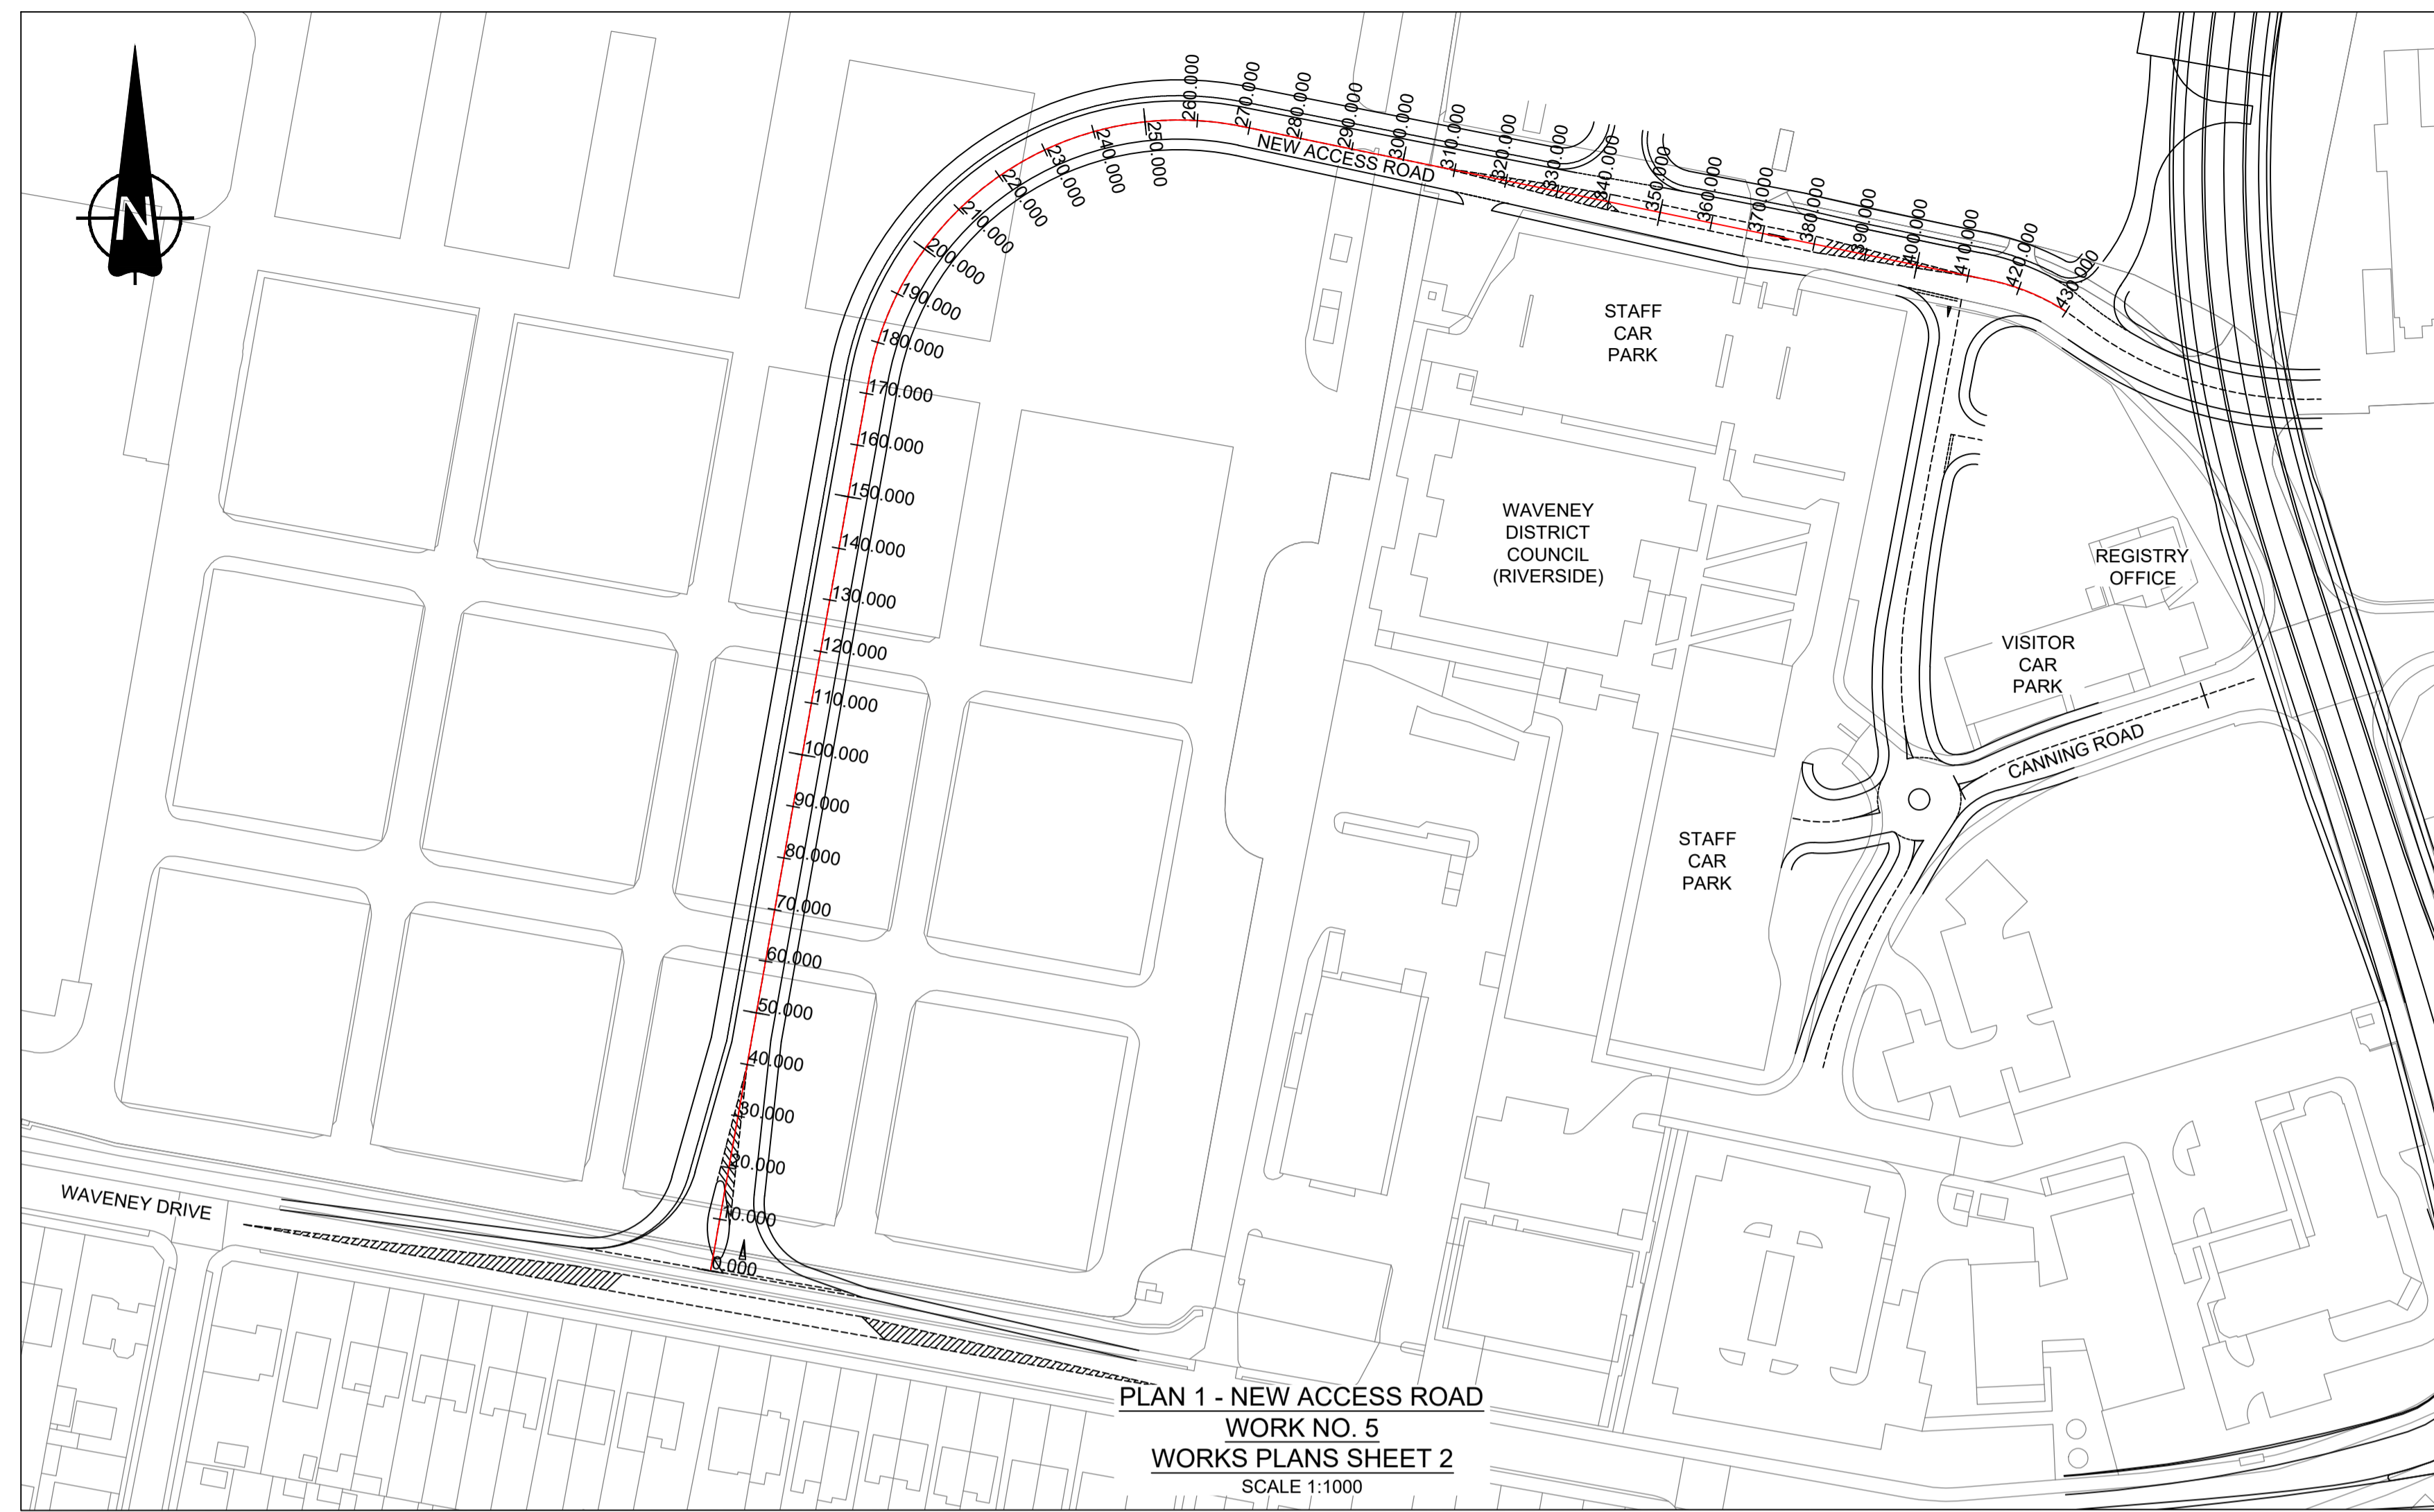 N
260.000
270.000
280.000
290.000
300.000
310.000
320.000
330.000
340.000
350.000
360.000
370.000
380.000
390.000
400.000
410.000
420.000
430.000
NEW ACCESS ROAD
250.000
240.000
230.000
220.000
210.000
200.000
190.000
180.000
170.000
160.000
150.000
140.000
130.000
120.000
110.000
100.000
90.000
80.000
70.000
60.000
50.000
40.000
30.000
20.000
10.000
0.000
STAFF
CAR
PARK
WAVENEY
DISTRICT
COUNCIL
(RIVERSIDE)
REGISTRY
OFFICE
VISITOR
CAR
PARK
CANNING ROAD
STAFF
CAR
PARK
WAVENEY DRIVE
PLAN 1 - NEW ACCESS ROAD
WORK NO. 5
WORKS PLANS SHEET 2
SCALE 1:1000